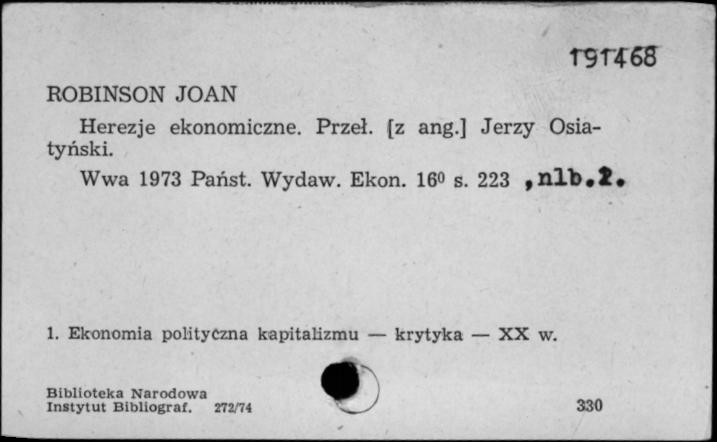 191468
ROBINSON JOAN
Herezje ekonomiczne. Przeł. [z ang.] Jerzy Osia-
tyński.
Wwa 1973 Państ. Wydaw. Ekon. 16⁰ s. 223 ,nlb.2.
1. Ekonomia polityczna kapitalizmu — krytyka — XX w.
Biblioteka Narodowa
Instytut Bibliograf. 272/74
330